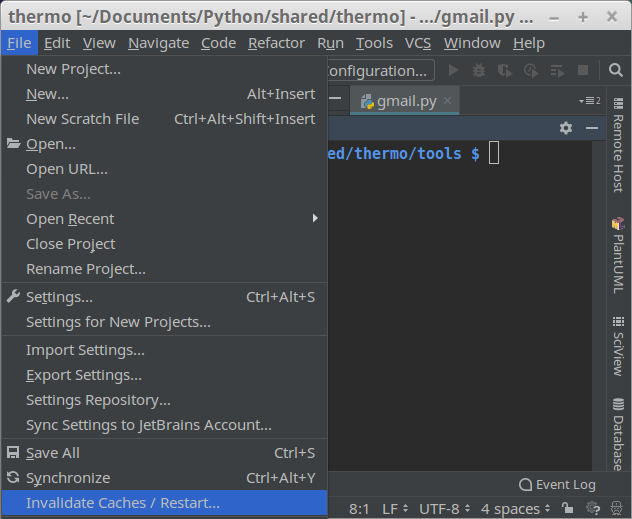 thermo [~/Documents/Python/shared/thermo] - .../gmail.py ...
File Edit View Navigate Code Refactor Run Tools VCS Window Help
New Project...
onfiguration...
New... Alt+Insert
gmail.py
2
New Scratch File Ctrl+Alt+Shift+Insert
Open...
ed/thermo/tools $
Open URL...
Save As...
Open Recent
Close Project
Rename Project...
Settings... Ctrl+Alt+S
Settings for New Projects...
Import Settings...
Export Settings...
Settings Repository...
Sync Settings to JetBrains Account...
Save All Ctrl+S
Synchronize Ctrl+Alt+Y
Invalidate Caches / Restart...
Remote Host
PlantUML
SciView
Database
Event Log
8:1 LF UTF-8 4 spaces